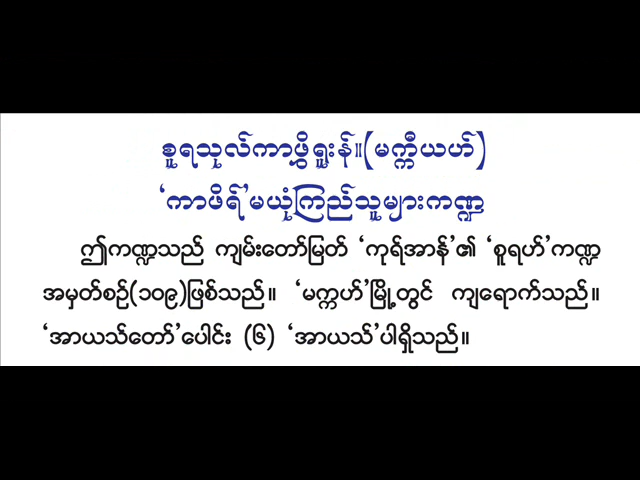 စူရသုလ်ကာဖွိရူးန်။(မက္ကီယဟ်)
‘ကာဖိရ်’မယုံကြည်သူများကဏ္ဍ
ဤကဏ္ဍသည် ကျမ်းတော်မြတ် ‘ကုရ်အာန်’၏ ‘စူရဟ်’ကဏ္ဍ
အမှတ်စဉ်(၁၀၉)ဖြစ်သည်။ ‘မက္ကဟ်’မြို့တွင် ကျရောက်သည်။
‘အာယသ်တော်’ပေါင်း (၆) ‘အာယသ်’ပါရှိသည်။